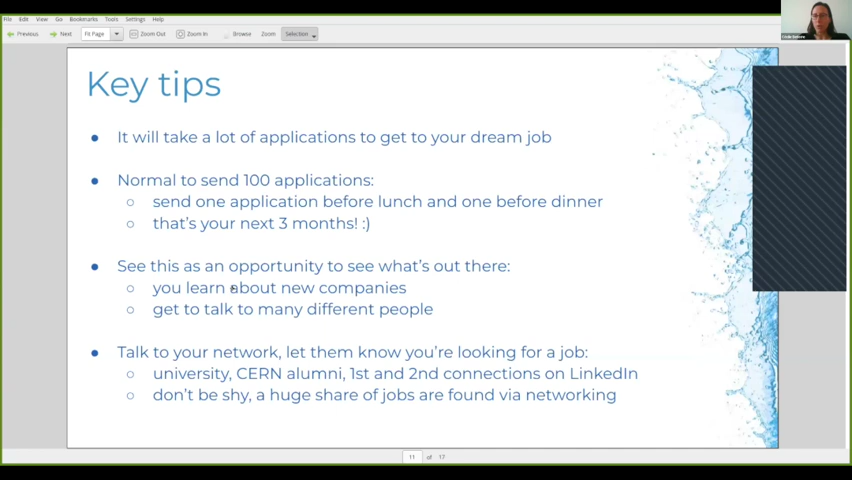 File Edit View Go Bookmarks Tools Settings Help
Previous Next Fit Page Zoom Out Zoom In Browse Zoom Selection
Key tips
● It will take a lot of applications to get to your dream job
● Normal to send 100 applications:
○ send one application before lunch and one before dinner
○ that's your next 3 months! :)
● See this as an opportunity to see what's out there:
○ you learn about new companies
○ get to talk to many different people
● Talk to your network, let them know you're looking for a job:
○ university, CERN alumni, 1st and 2nd connections on LinkedIn
○ don't be shy, a huge share of jobs are found via networking
11 of 17